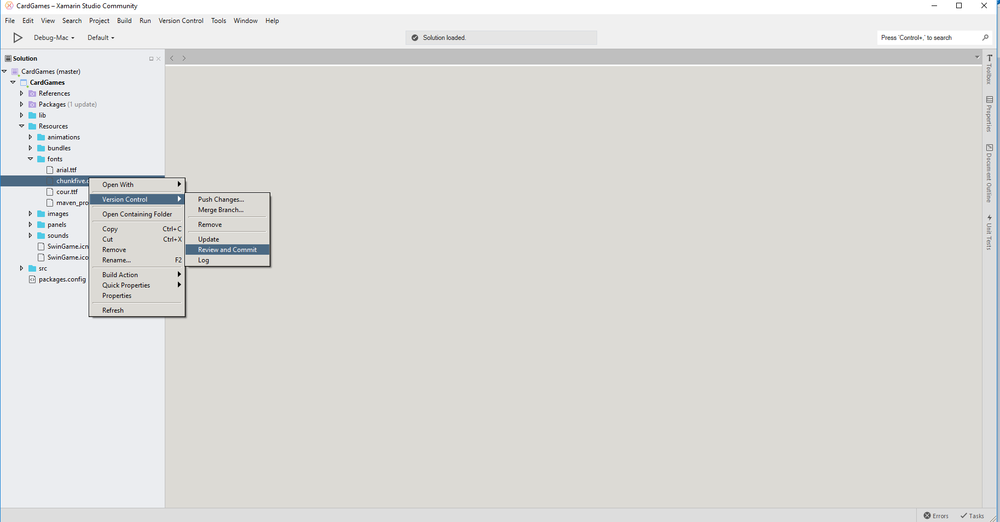 CardGames – Xamarin Studio Community
File Edit View Search Project Build Run Version Control Tools Window Help
Debug-Mac Default
Solution loaded.
Press 'Control+,' to search
Solution
CardGames (master)
CardGames
References
Packages (1 update)
lib
Resources
animations
bundles
fonts
arial.ttf
chunkfive.
cour.ttf
maven_pro
images
panels
sounds
SwinGame.icn
SwinGame.ico
src
packages.config
Open With
Version Control
Open Containing Folder
Copy Ctrl+C
Cut Ctrl+X
Remove
Rename... F2
Build Action
Quick Properties
Properties
Refresh
Push Changes...
Merge Branch...
Remove
Update
Review and Commit
Log
Toolbox
Properties
Document Outline
Unit Tests
Errors
Tasks